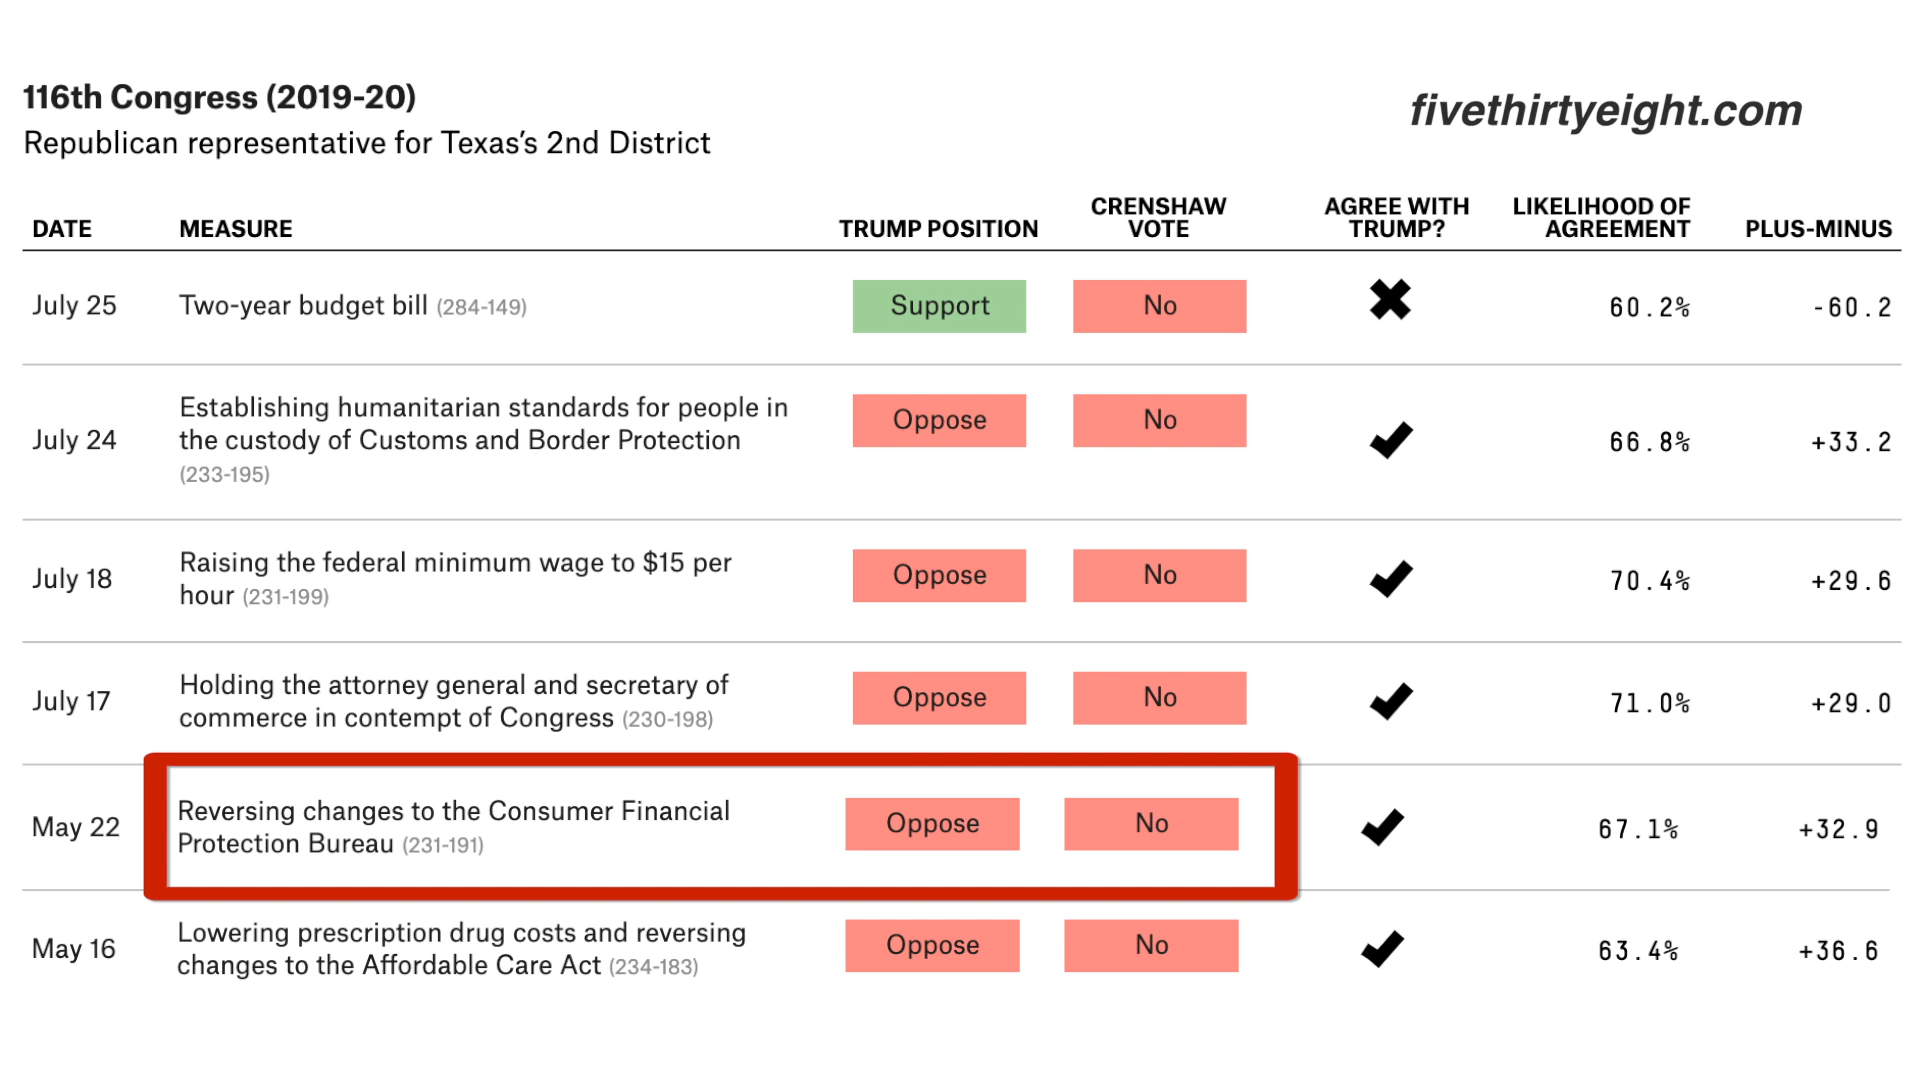 116th Congress (2019-20)
fivethirtyeight.com
Republican representative for Texas's 2nd District
DATE MEASURE TRUMP POSITION CRENSHAW VOTE AGREE WITH TRUMP? LIKELIHOOD OF AGREEMENT PLUS-MINUS
July 25 Two-year budget bill (284-149) Support No 60.2% -60.2
July 24 Establishing humanitarian standards for people in
the custody of Customs and Border Protection
(233-195) Oppose No 66.8% +33.2
July 18 Raising the federal minimum wage to $15 per
hour (231-199) Oppose No 70.4% +29.6
July 17 Holding the attorney general and secretary of
commerce in contempt of Congress (230-198) Oppose No 71.0% +29.0
May 22 Reversing changes to the Consumer Financial
Protection Bureau (231-191) Oppose No 67.1% +32.9
May 16 Lowering prescription drug costs and reversing
changes to the Affordable Care Act (234-183) Oppose No 63.4% +36.6